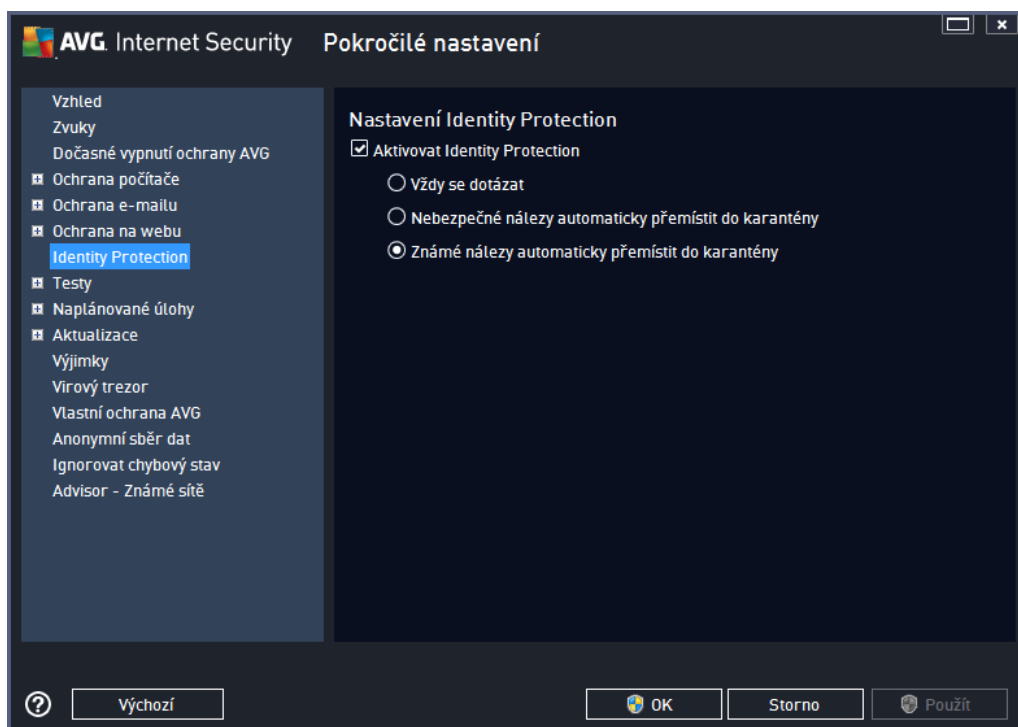 AVG. Internet Security Pokročilé nastavení
Vzhled
Zvuky
Dočasné vypnutí ochrany AVG
Ochrana počítače
Ochrana e-mailu
Ochrana na webu
Identity Protection
Testy
Naplánované úlohy
Aktualizace
Výjimky
Virový trezor
Vlastní ochrana AVG
Anonymní sběr dat
Ignorovat chybový stav
Advisor - Známé sítě
Nastavení Identity Protection
Aktivovat Identity Protection
Vždy se dotázat
Nebezpečné nálezy automaticky přemístit do karantény
Známé nálezy automaticky přemístit do karantény
? Výchozí OK Storno Použít